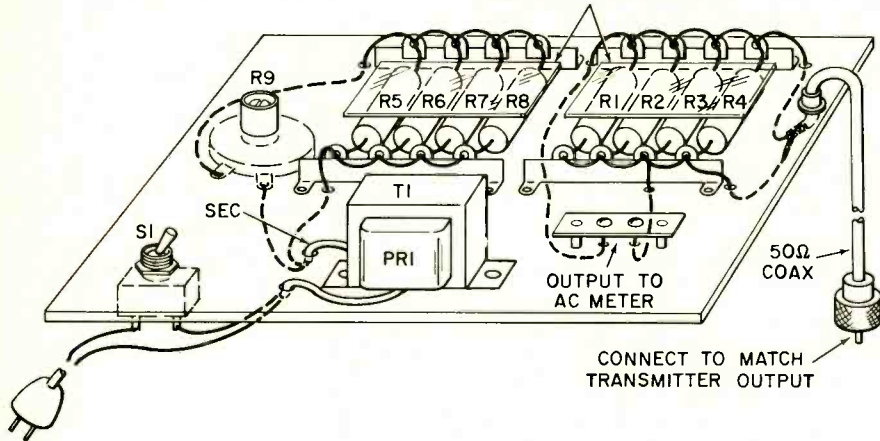 R9
R5 R6 R7 R8
R1 R2 R3 R4
SEC
T1
S1
PRI
OUTPUT TO
AC METER
50Ω
COAX
CONNECT TO MATCH
TRANSMITTER OUTPUT